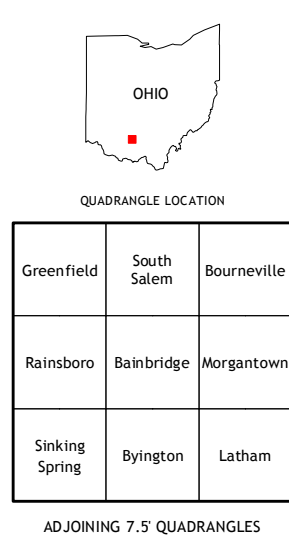 OHIO
QUADRANGLE LOCATION
Greenfield
South
Salem
Bourneville
Rainsboro
Bainbridge
Morgantown
Sinking
Spring
Byington
Latham
ADJOINING 7.5' QUADRANGLES